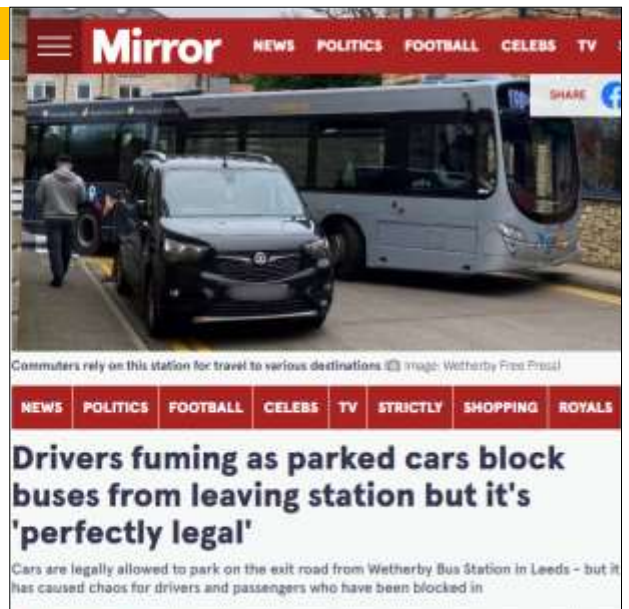 Mirror NEWS POLITICS FOOTBALL CELEBS TV
SHARE
Commuters rely on this station for travel to various destinations (Image: Wetherby Free Press)
NEWS POLITICS FOOTBALL CELEBS TV STRICTLY SHOPPING ROYALS
Drivers fuming as parked cars block
buses from leaving station but it's
'perfectly legal'
Cars are legally allowed to park on the exit road from Wetherby Bus Station in Leeds - but it
has caused chaos for drivers and passengers who have been blocked in